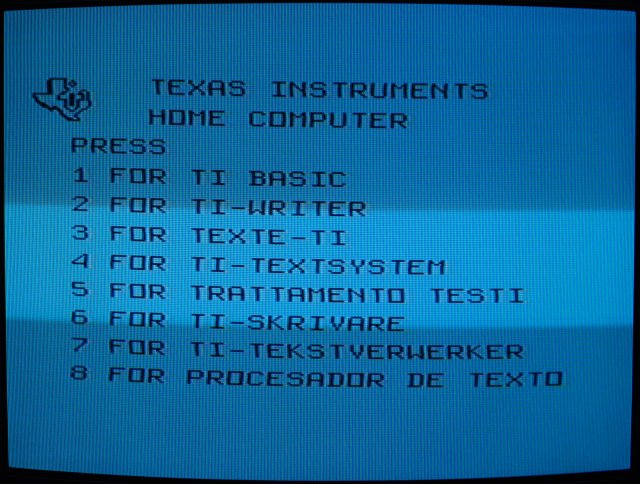 TEXAS INSTRUMENTS
HOME COMPUTER
PRESS
1 FOR TI BASIC
2 FOR TI-WRITER
3 FOR TEXTE-TI
4 FOR TI-TEXTSYSTEM
5 FOR TRATTAMENTO TESTI
6 FOR TI-SKRIVARE
7 FOR TI-TEKSTVERWERKER
8 FOR PROCESADOR DE TEXTO